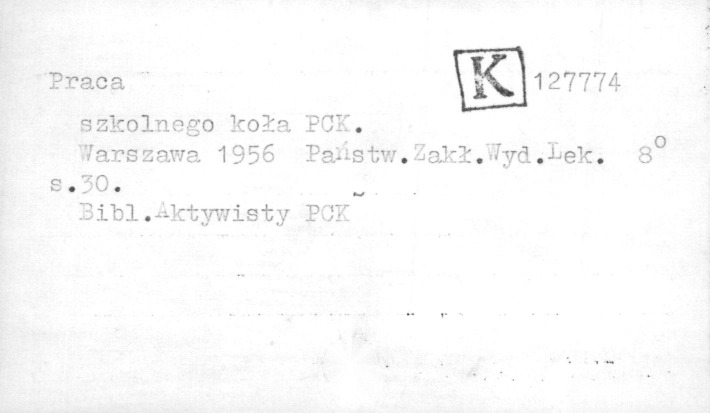 Praca K 127774
szkolnego koła PCK.
Warszawa 1956 Państw.Zakł.Wyd.Lek. 8°
s.30.
Bibl.Aktywisty PCK